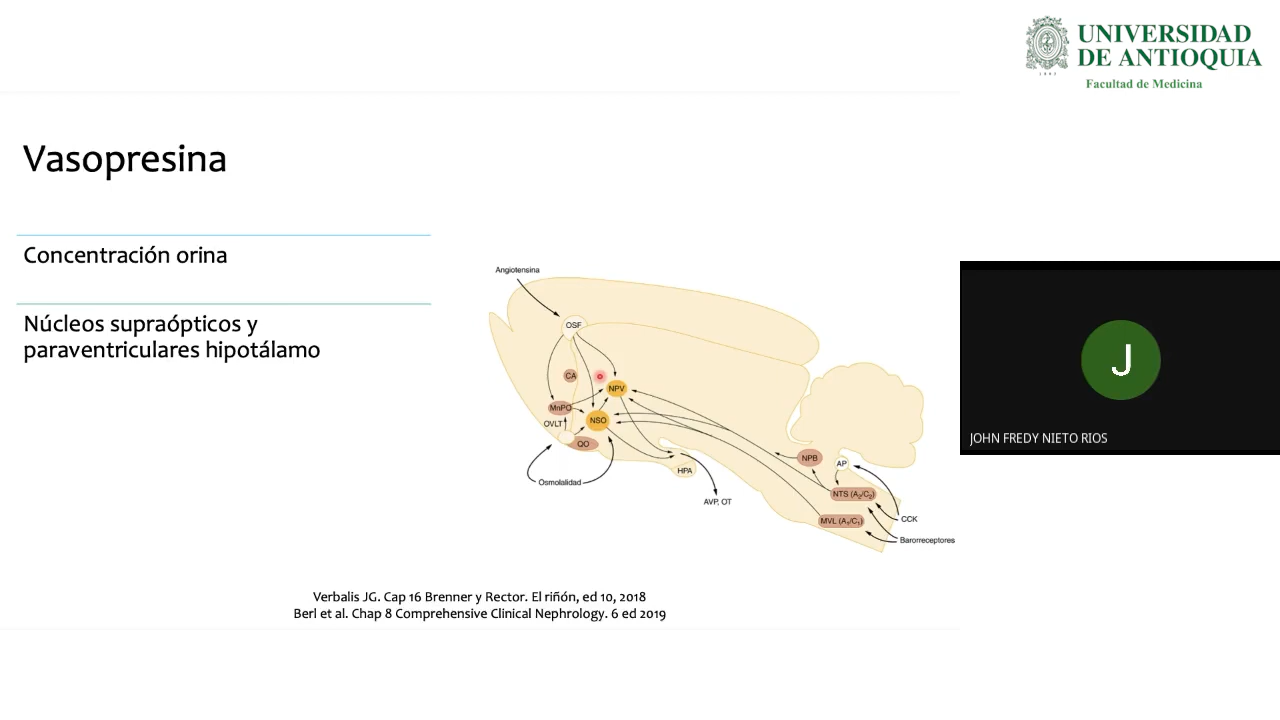 UNIVERSIDAD
DE ANTIOQUIA
1803
Facultad de Medicina
Vasopresina
Concentración orina
Núcleos supraópticos y
paraventriculares hipotálamo
Angiotensina
OSF
CA
NPV
MnPO
NSO
OVLT
QO
HPA
Osmolalidad
AVP, OT
NPB
AP
NTS (A₂/C₂)
MVL (A₁/C₁)
CCK
Barorreceptores
J
JOHN FREDY NIETO RIOS
Verbalis JG. Cap 16 Brenner y Rector. El riñón, ed 10, 2018
Berl et al. Chap 8 Comprehensive Clinical Nephrology. 6 ed 2019